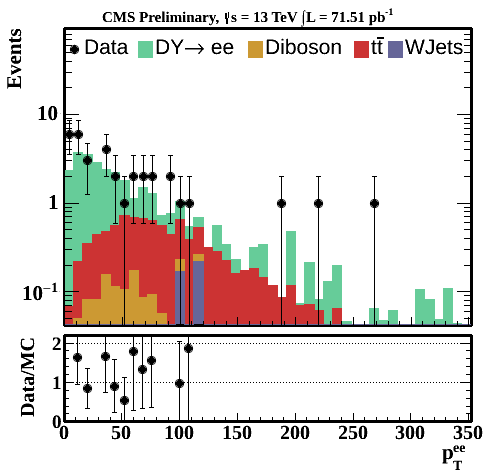 CMS Preliminary, √s = 13 TeV ∫L = 71.51 pb⁻¹
Events
Data DY→ ee Diboson tt̄ WJets
10
1
10⁻¹
Data/MC
2
1
0
0 50 100 150 200 250 300 350
p_T^ee